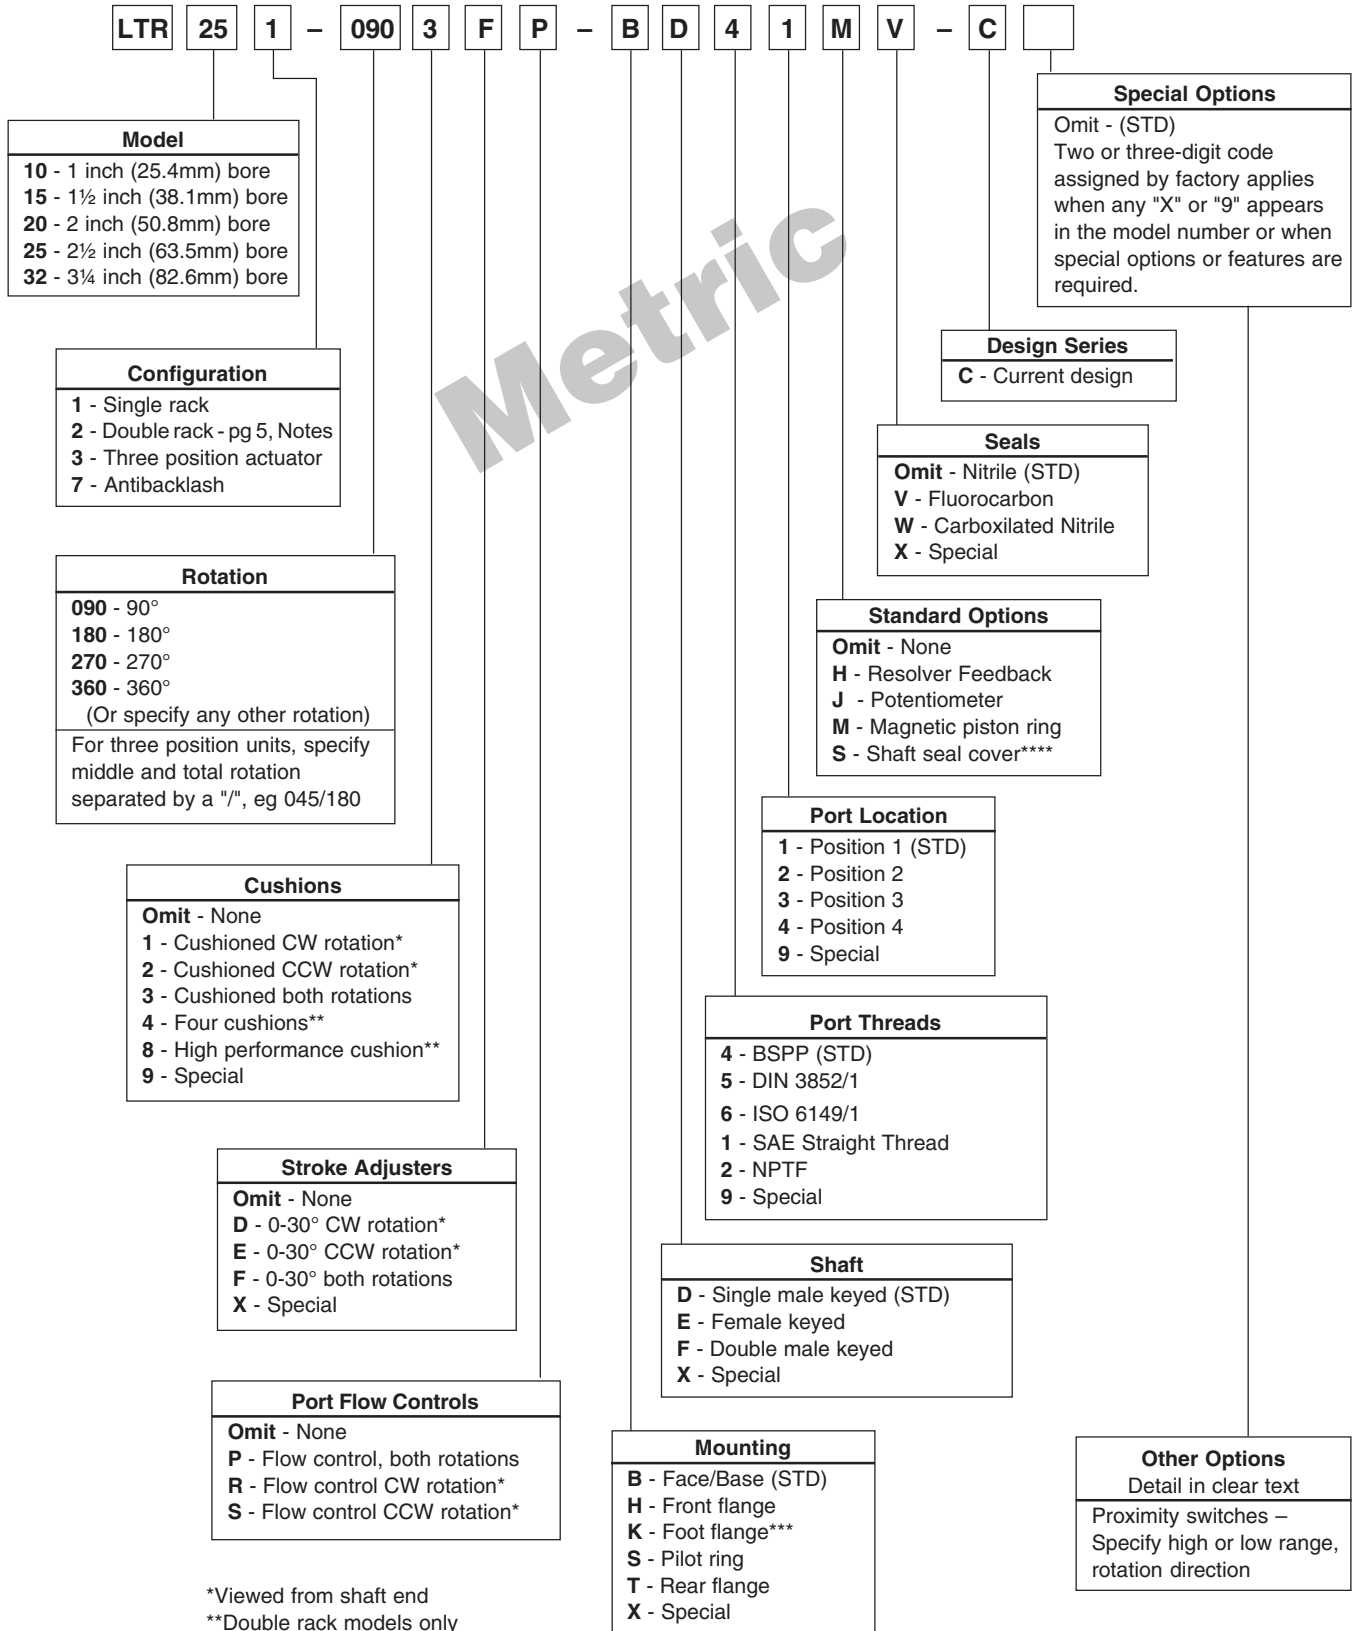 LTR 25 1 – 090 3 F P – B D 4 1 M V – C
Special Options
Omit - (STD)
Two or three-digit code
assigned by factory applies
when any "X" or "9" appears
in the model number or when
special options or features are
required.
Model
10 - 1 inch (25.4mm) bore
15 - 1½ inch (38.1mm) bore
20 - 2 inch (50.8mm) bore
25 - 2½ inch (63.5mm) bore
32 - 3¼ inch (82.6mm) bore
Metric
Design Series
C - Current design
Configuration
1 - Single rack
2 - Double rack - pg 5, Notes
3 - Three position actuator
7 - Antibacklash
Seals
Omit - Nitrile (STD)
V - Fluorocarbon
W - Carboxilated Nitrile
X - Special
Rotation
090 - 90°
180 - 180°
270 - 270°
360 - 360°
(Or specify any other rotation)
For three position units, specify
middle and total rotation
separated by a "/", eg 045/180
Standard Options
Omit - None
H - Resolver Feedback
J - Potentiometer
M - Magnetic piston ring
S - Shaft seal cover****
Port Location
1 - Position 1 (STD)
2 - Position 2
3 - Position 3
4 - Position 4
9 - Special
Cushions
Omit - None
1 - Cushioned CW rotation*
2 - Cushioned CCW rotation*
3 - Cushioned both rotations
4 - Four cushions**
8 - High performance cushion**
9 - Special
Port Threads
4 - BSPP (STD)
5 - DIN 3852/1
6 - ISO 6149/1
1 - SAE Straight Thread
2 - NPTF
9 - Special
Stroke Adjusters
Omit - None
D - 0-30° CW rotation*
E - 0-30° CCW rotation*
F - 0-30° both rotations
X - Special
Shaft
D - Single male keyed (STD)
E - Female keyed
F - Double male keyed
X - Special
Port Flow Controls
Omit - None
P - Flow control, both rotations
R - Flow control CW rotation*
S - Flow control CCW rotation*
Mounting
B - Face/Base (STD)
H - Front flange
K - Foot flange***
S - Pilot ring
T - Rear flange
X - Special
Other Options
Detail in clear text
Proximity switches –
Specify high or low range,
rotation direction
*Viewed from shaft end
**Double rack models only